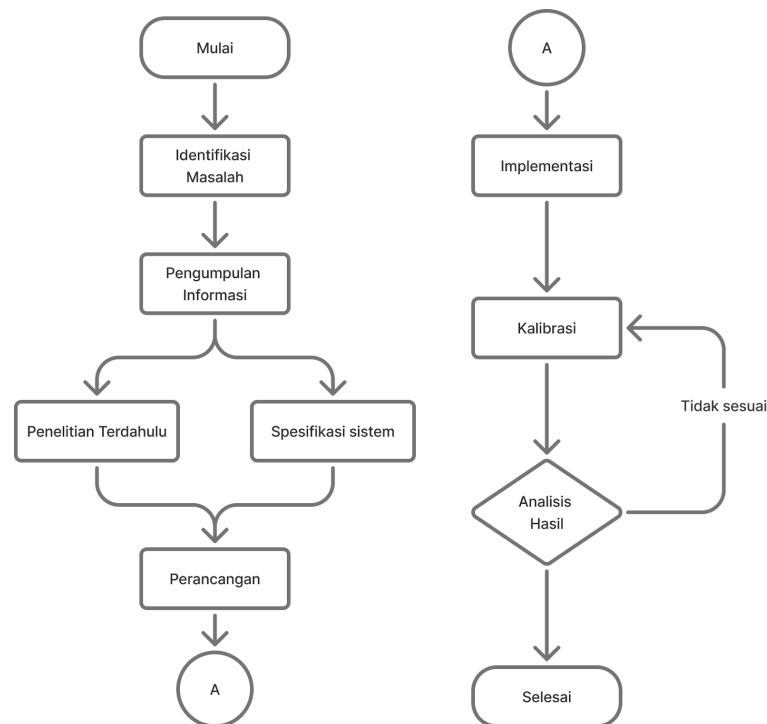 Mulai
Identifikasi
Masalah
Pengumpulan
Informasi
Penelitian Terdahulu
Spesifikasi sistem
Perancangan
A
A
Implementasi
Kalibrasi
Tidak sesuai
Analisis
Hasil
Selesai